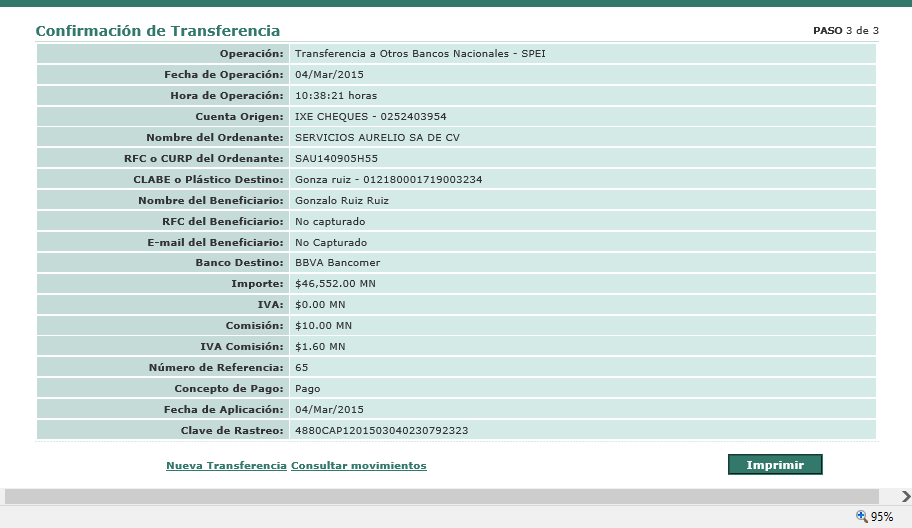 Confirmación de Transferencia PASO 3 de 3
Operación: Transferencia a Otros Bancos Nacionales - SPEI
Fecha de Operación: 04/Mar/2015
Hora de Operación: 10:38:21 horas
Cuenta Origen: IXE CHEQUES - 0252403954
Nombre del Ordenante: SERVICIOS AURELIO SA DE CV
RFC o CURP del Ordenante: SAU140905H55
CLABE o Plástico Destino: Gonza ruiz - 012180001719003234
Nombre del Beneficiario: Gonzalo Ruiz Ruiz
RFC del Beneficiario: No capturado
E-mail del Beneficiario: No Capturado
Banco Destino: BBVA Bancomer
Importe: $46,552.00 MN
IVA: $0.00 MN
Comisión: $10.00 MN
IVA Comisión: $1.60 MN
Número de Referencia: 65
Concepto de Pago: Pago
Fecha de Aplicación: 04/Mar/2015
Clave de Rastreo: 4880CAP1201503040230792323
Nueva Transferencia Consultar movimientos Imprimir
95%